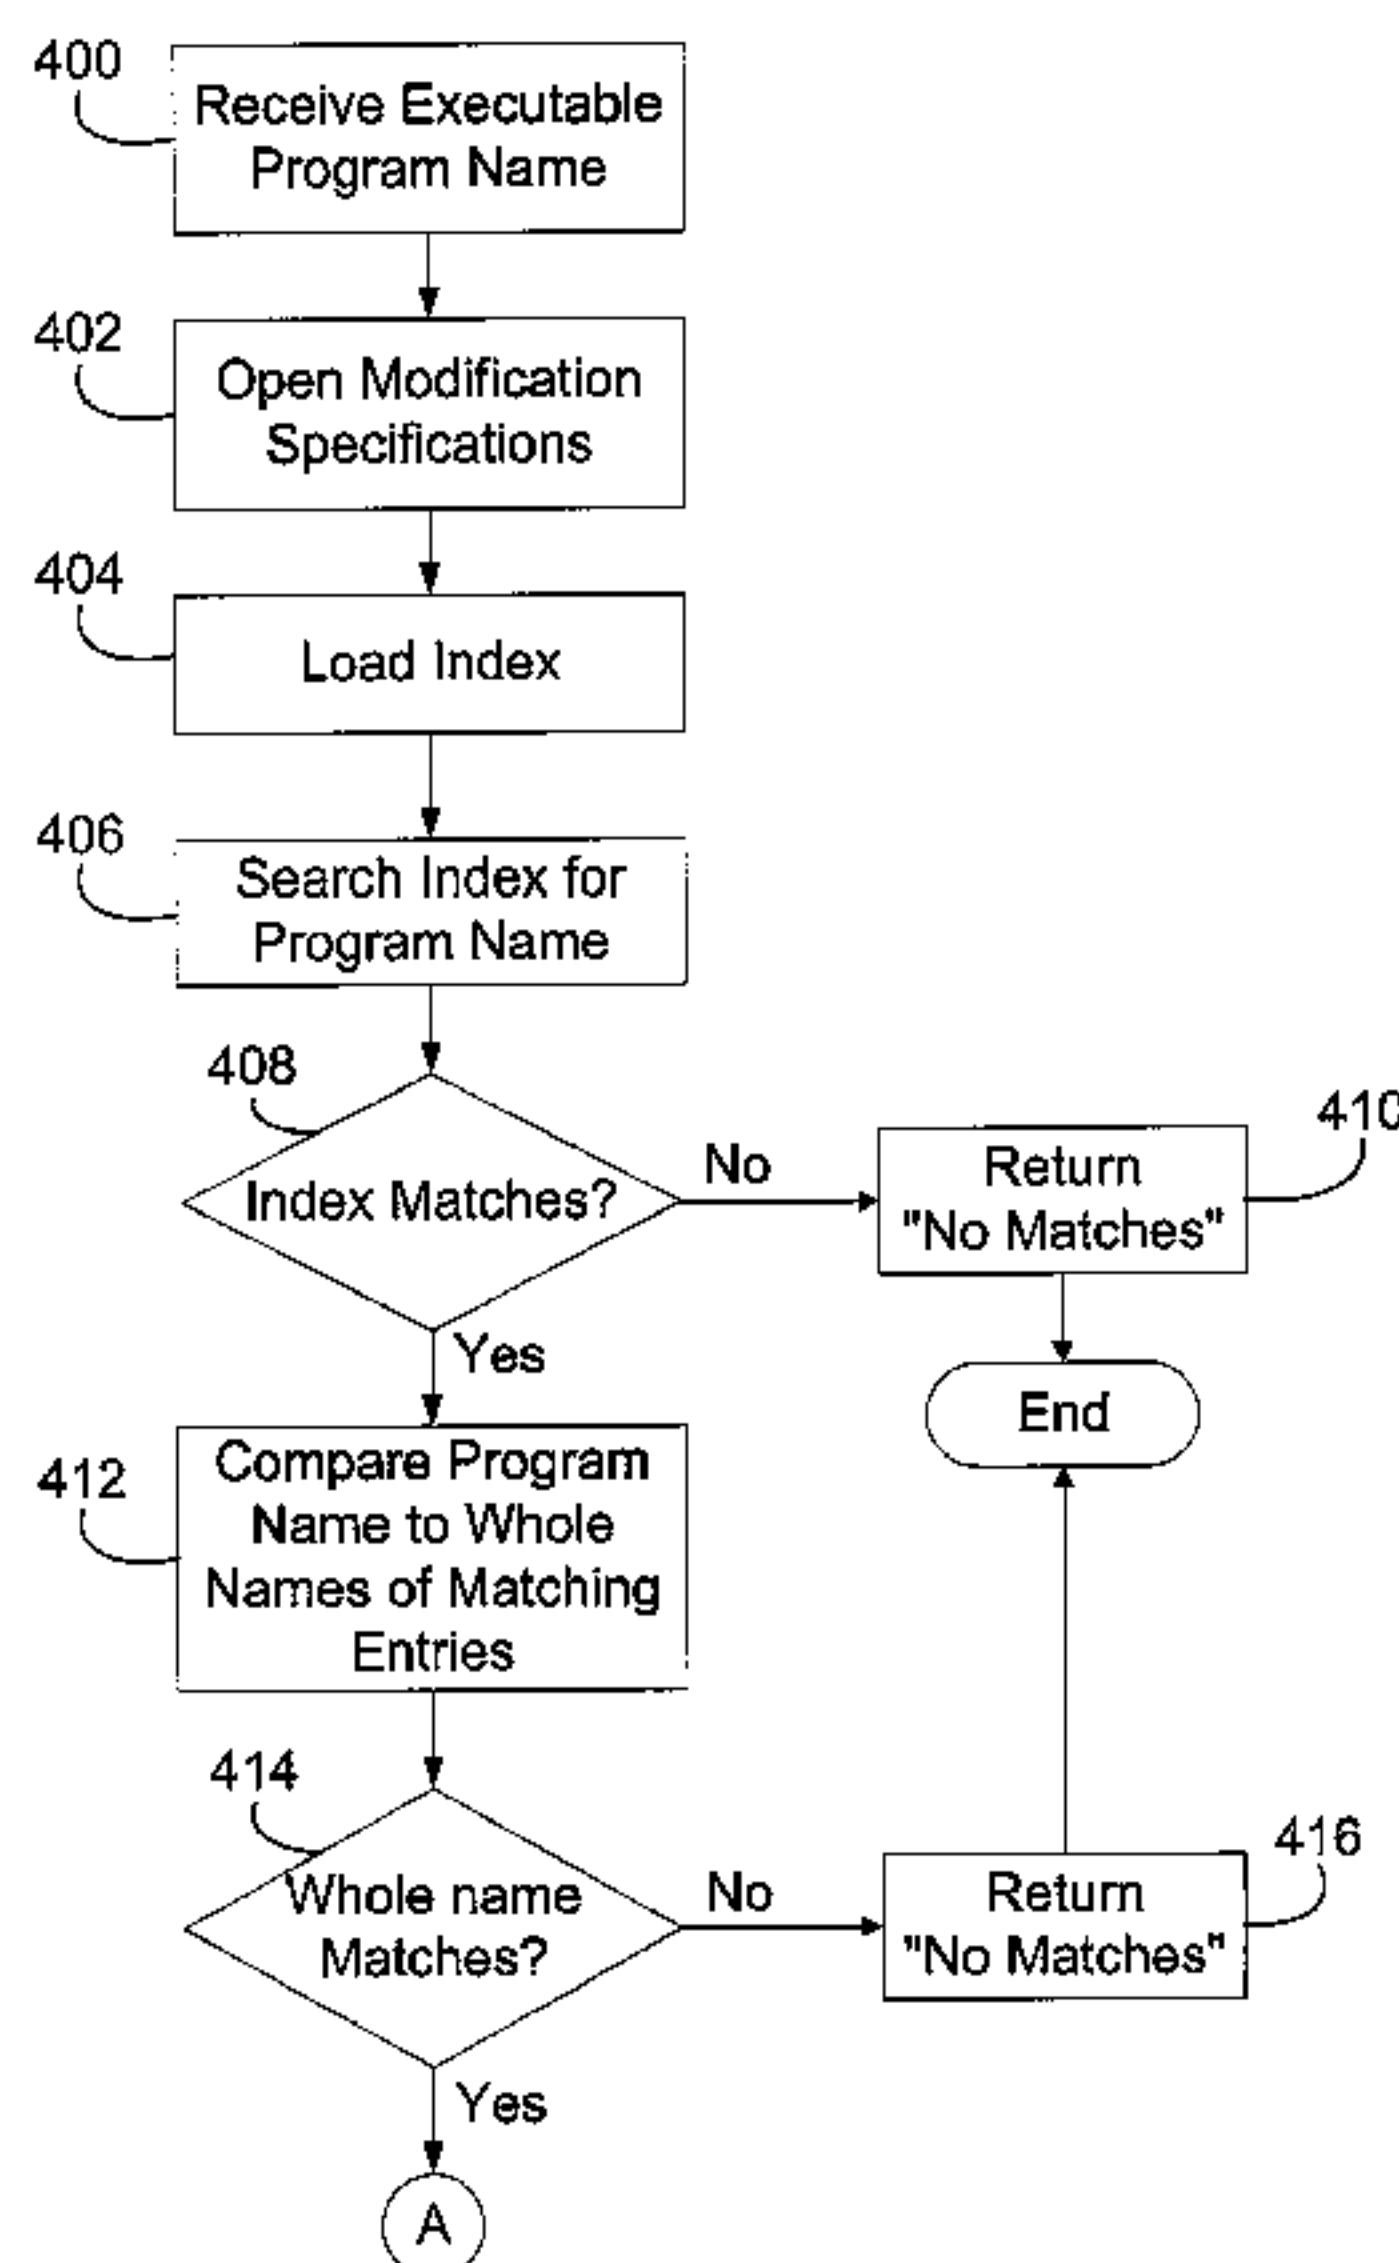 400
Receive Executable
Program Name
402
Open Modification
Specifications
404
Load Index
406
Search Index for
Program Name
408
Index Matches?
No
410
Return
"No Matches"
Yes
End
412
Compare Program
Name to Whole
Names of Matching
Entries
414
Whole name
Matches?
No
416
Return
"No Matches"
Yes
A